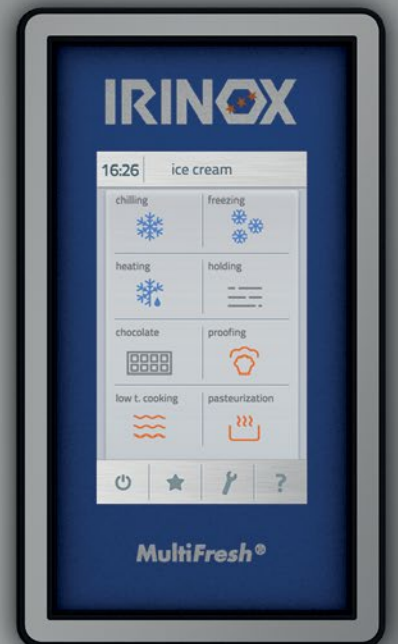 IRINOX
16:26 ice cream
chilling freezing
heating holding
chocolate proofing
low t. cooking pasteurization
?
MultiFresh®